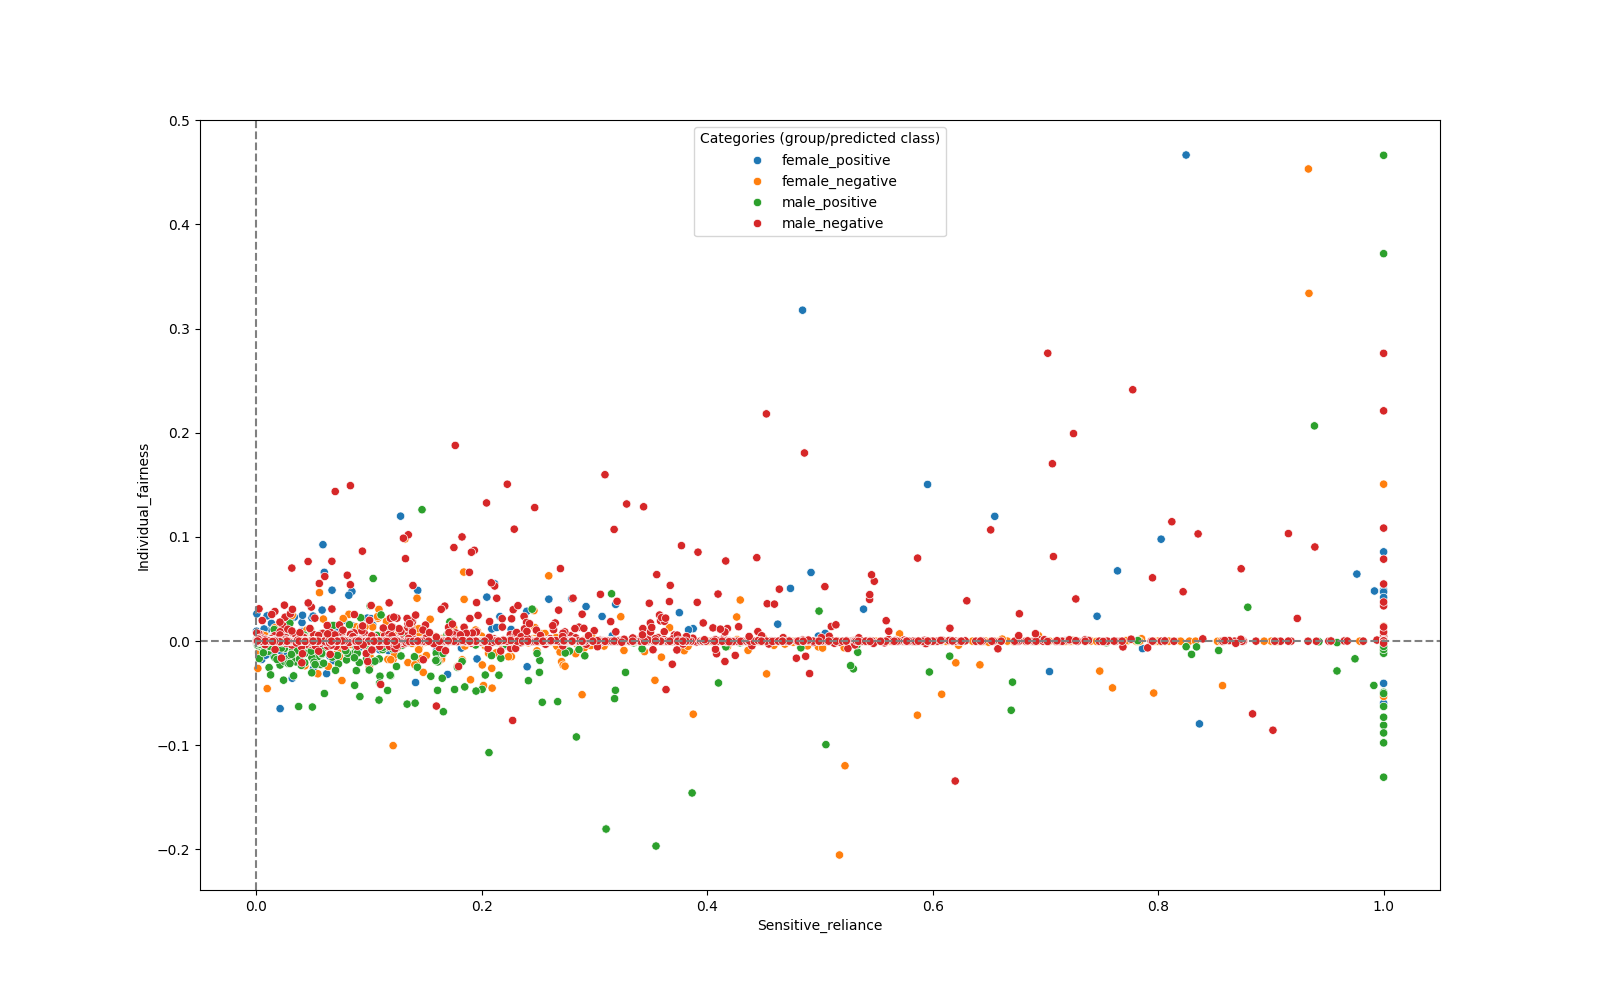 0.5
Categories (group/predicted class)
female_positive
female_negative
male_positive
male_negative
0.4
0.3
0.2
0.1
0.0
−0.1
−0.2
Individual_fairness
0.0 0.2 0.4 0.6 0.8 1.0
Sensitive_reliance